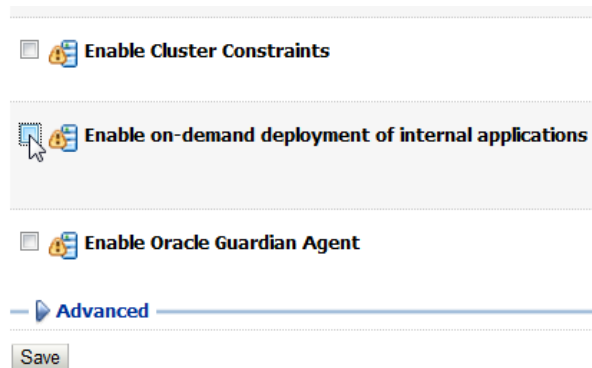 Enable Cluster Constraints
Enable on-demand deployment of internal applications
Enable Oracle Guardian Agent
Advanced
Save